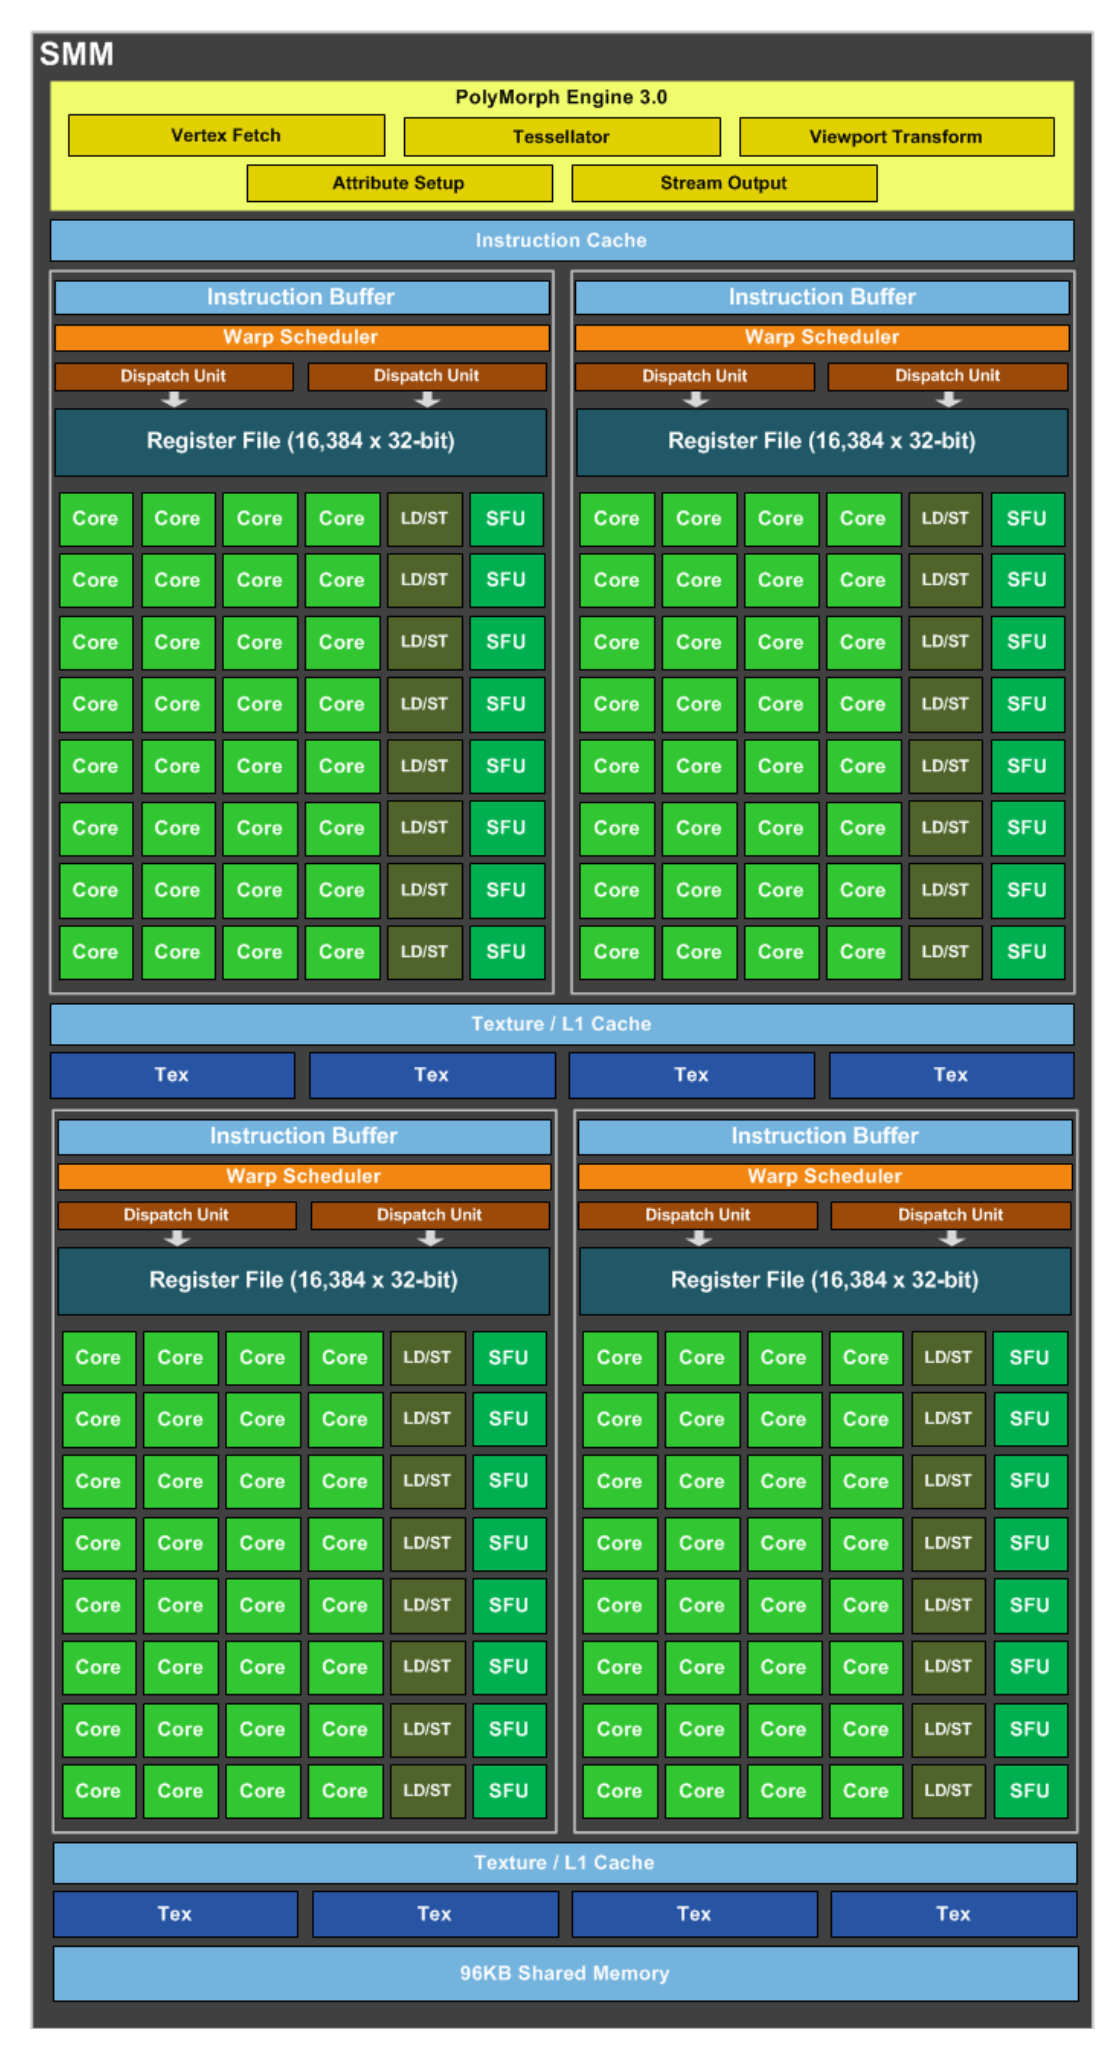 SMM
PolyMorph Engine 3.0
Vertex Fetch Tessellator Viewport Transform
Attribute Setup Stream Output
Instruction Cache
Instruction Buffer Instruction Buffer
Warp Scheduler Warp Scheduler
Dispatch Unit Dispatch Unit Dispatch Unit Dispatch Unit
Register File (16,384 x 32-bit) Register File (16,384 x 32-bit)
Core Core Core Core LD/ST SFU Core Core Core Core LD/ST SFU
Core Core Core Core LD/ST SFU Core Core Core Core LD/ST SFU
Core Core Core Core LD/ST SFU Core Core Core Core LD/ST SFU
Core Core Core Core LD/ST SFU Core Core Core Core LD/ST SFU
Core Core Core Core LD/ST SFU Core Core Core Core LD/ST SFU
Core Core Core Core LD/ST SFU Core Core Core Core LD/ST SFU
Core Core Core Core LD/ST SFU Core Core Core Core LD/ST SFU
Core Core Core Core LD/ST SFU Core Core Core Core LD/ST SFU
Texture / L1 Cache
Tex Tex Tex Tex
Instruction Buffer Instruction Buffer
Warp Scheduler Warp Scheduler
Dispatch Unit Dispatch Unit Dispatch Unit Dispatch Unit
Register File (16,384 x 32-bit) Register File (16,384 x 32-bit)
Core Core Core Core LD/ST SFU Core Core Core Core LD/ST SFU
Core Core Core Core LD/ST SFU Core Core Core Core LD/ST SFU
Core Core Core Core LD/ST SFU Core Core Core Core LD/ST SFU
Core Core Core Core LD/ST SFU Core Core Core Core LD/ST SFU
Core Core Core Core LD/ST SFU Core Core Core Core LD/ST SFU
Core Core Core Core LD/ST SFU Core Core Core Core LD/ST SFU
Core Core Core Core LD/ST SFU Core Core Core Core LD/ST SFU
Core Core Core Core LD/ST SFU Core Core Core Core LD/ST SFU
Texture / L1 Cache
Tex Tex Tex Tex
96KB Shared Memory